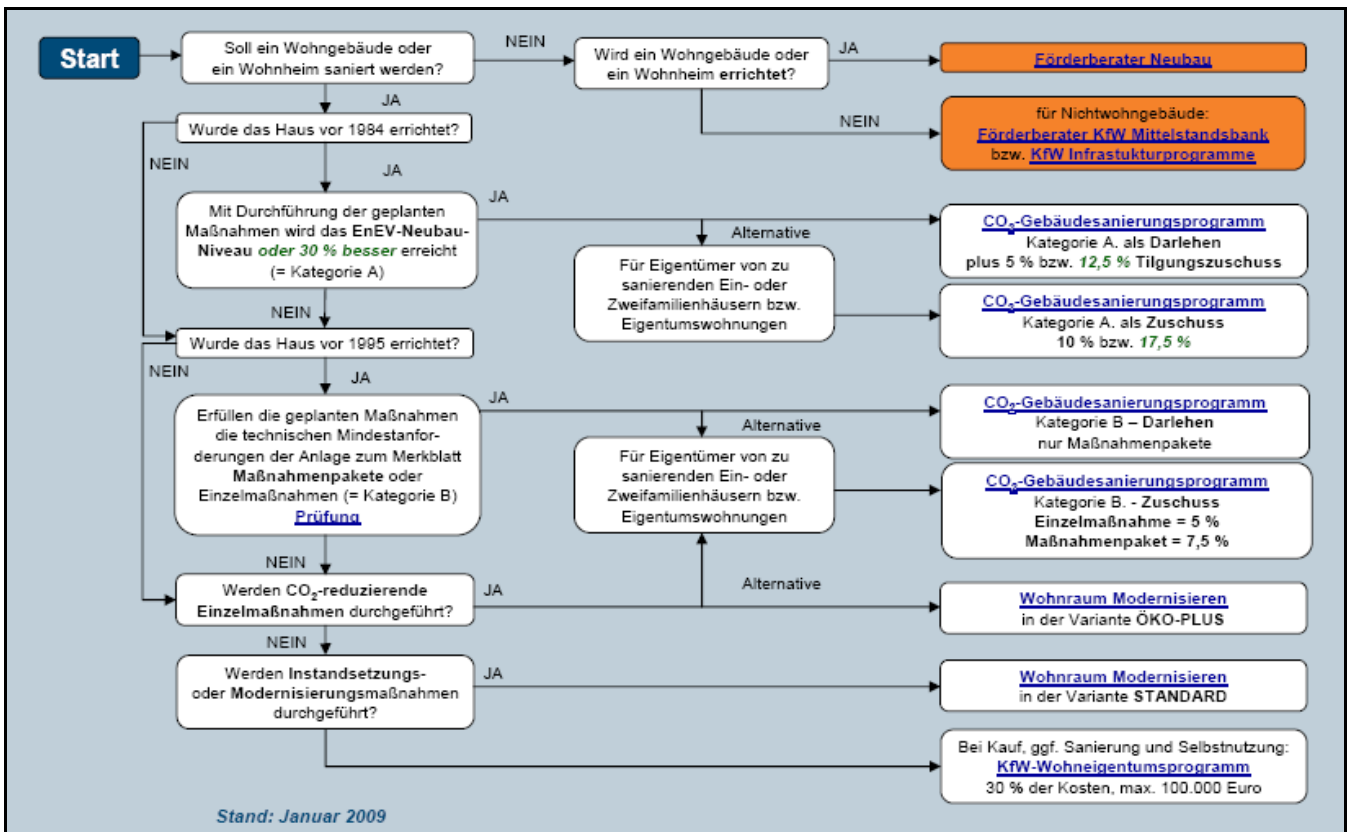 Start
Soll ein Wohngebäude oder
ein Wohnheim saniert werden?
NEIN
Wird ein Wohngebäude oder
ein Wohnheim errichtet?
JA
Förderberater Neubau
NEIN
für Nichtwohngebäude:
Förderberater KfW Mittelstandsbank
bzw. KfW Infrastukturprogramme
JA
Wurde das Haus vor 1984 errichtet?
NEIN
JA
Mit Durchführung der geplanten
Maßnahmen wird das EnEV-Neubau-
Niveau oder 30 % besser erreicht
(= Kategorie A)
JA
Alternative
Für Eigentümer von zu
sanierenden Ein- oder
Zweifamilienhäusern bzw.
Eigentumswohnungen
CO2-Gebäudesanierungsprogramm
Kategorie A. als Darlehen
plus 5 % bzw. 12,5 % Tilgungszuschuss
CO2-Gebäudesanierungsprogramm
Kategorie A. als Zuschuss
10 % bzw. 17,5 %
NEIN
Wurde das Haus vor 1995 errichtet?
NEIN
JA
Erfüllen die geplanten Maßnahmen
die technischen Mindestanfor-
derungen der Anlage zum Merkblatt
Maßnahmenpakete oder
Einzelmaßnahmen (= Kategorie B)
Prüfung
JA
Alternative
Für Eigentümer von zu
sanierenden Ein- oder
Zweifamilienhäusern bzw.
Eigentumswohnungen
CO2-Gebäudesanierungsprogramm
Kategorie B – Darlehen
nur Maßnahmenpakete
CO2-Gebäudesanierungsprogramm
Kategorie B. - Zuschuss
Einzelmaßnahme = 5 %
Maßnahmenpaket = 7,5 %
NEIN
Werden CO2-reduzierende
Einzelmaßnahmen durchgeführt?
JA
Alternative
Wohnraum Modernisieren
in der Variante ÖKO-PLUS
NEIN
Werden Instandsetzungs-
oder Modernisierungsmaßnahmen
durchgeführt?
JA
Wohnraum Modernisieren
in der Variante STANDARD
Bei Kauf, ggf. Sanierung und Selbstnutzung:
KfW-Wohneigentumsprogramm
30 % der Kosten, max. 100.000 Euro
Stand: Januar 2009